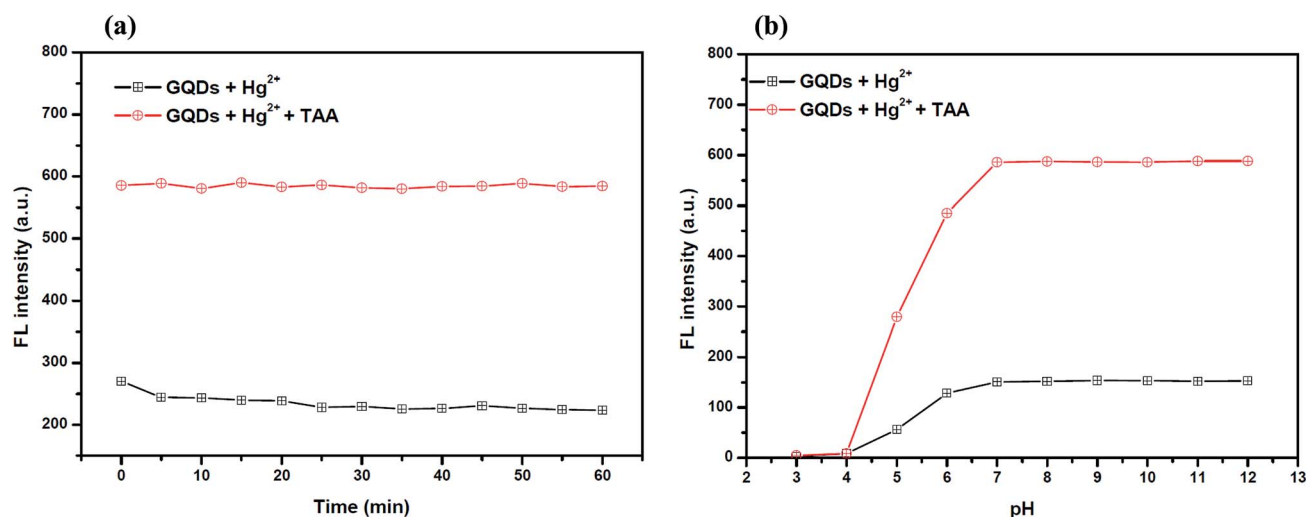 (a)
800
700
600
500
400
300
200
FL intensity (a.u.)
GQDs + Hg²⁺
GQDs + Hg²⁺ + TAA
0 10 20 30 40 50 60
Time (min)
(b)
800
700
600
500
400
300
200
100
0
FL intensity (a.u.)
GQDs + Hg²⁺
GQDs + Hg²⁺ + TAA
2 3 4 5 6 7 8 9 10 11 12 13
pH